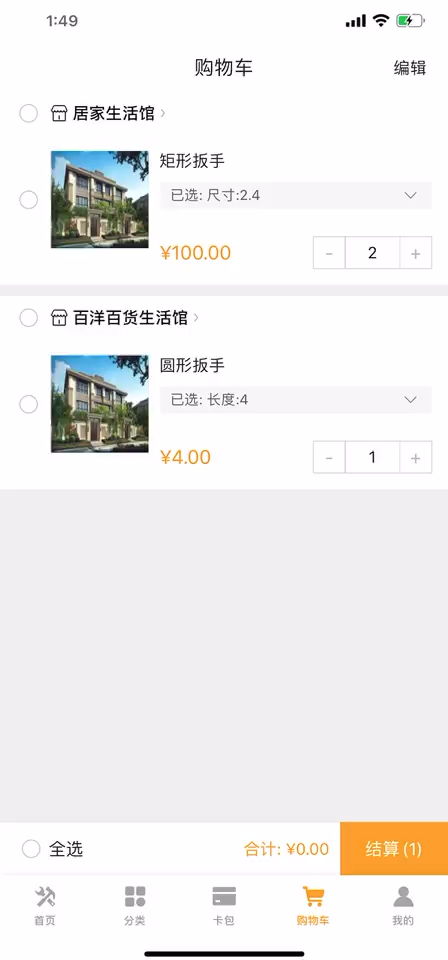 1:49
购物车
编辑
居家生活馆
矩形扳手
已选: 尺寸:2.4
¥100.00
- 2 +
百洋百货生活馆
圆形扳手
已选: 长度:4
¥4.00
- 1 +
全选
合计: ¥0.00
结算 (1)
首页
分类
卡包
购物车
我的